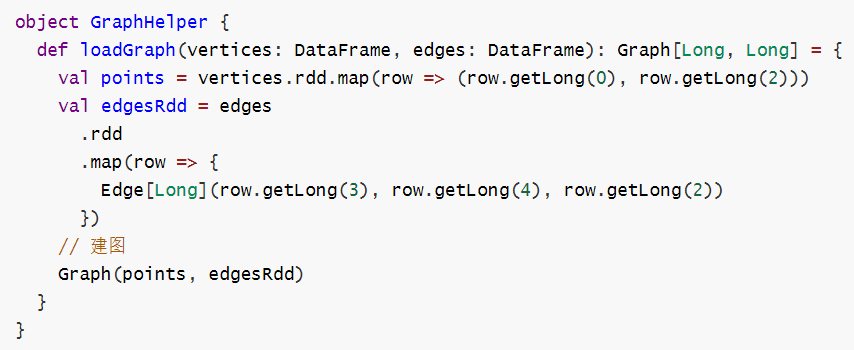 object GraphHelper {
  def loadGraph(vertices: DataFrame, edges: DataFrame): Graph[Long, Long] = {
    val points = vertices.rdd.map(row => (row.getLong(0), row.getLong(2)))
    val edgesRdd = edges
      .rdd
      .map(row => {
        Edge[Long](row.getLong(3), row.getLong(4), row.getLong(2))
      })
    // 建图
    Graph(points, edgesRdd)
  }
}